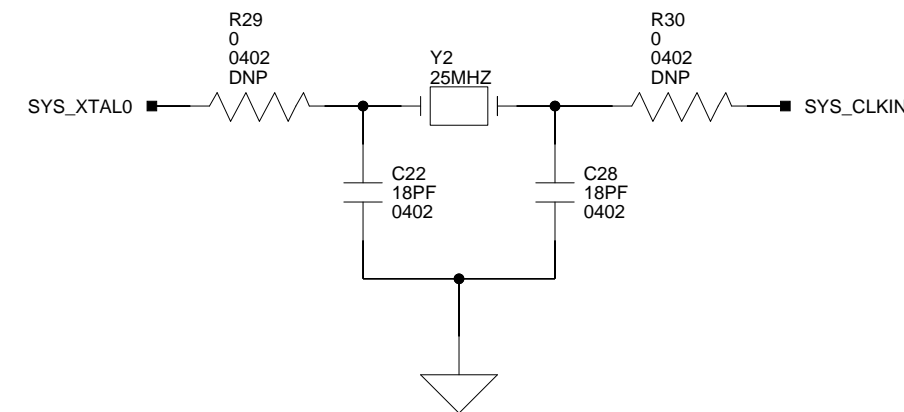 R29
0
0402
DNP
Y2
25MHZ
R30
0
0402
DNP
SYS_XTAL0
SYS_CLKIN
C22
18PF
0402
C28
18PF
0402